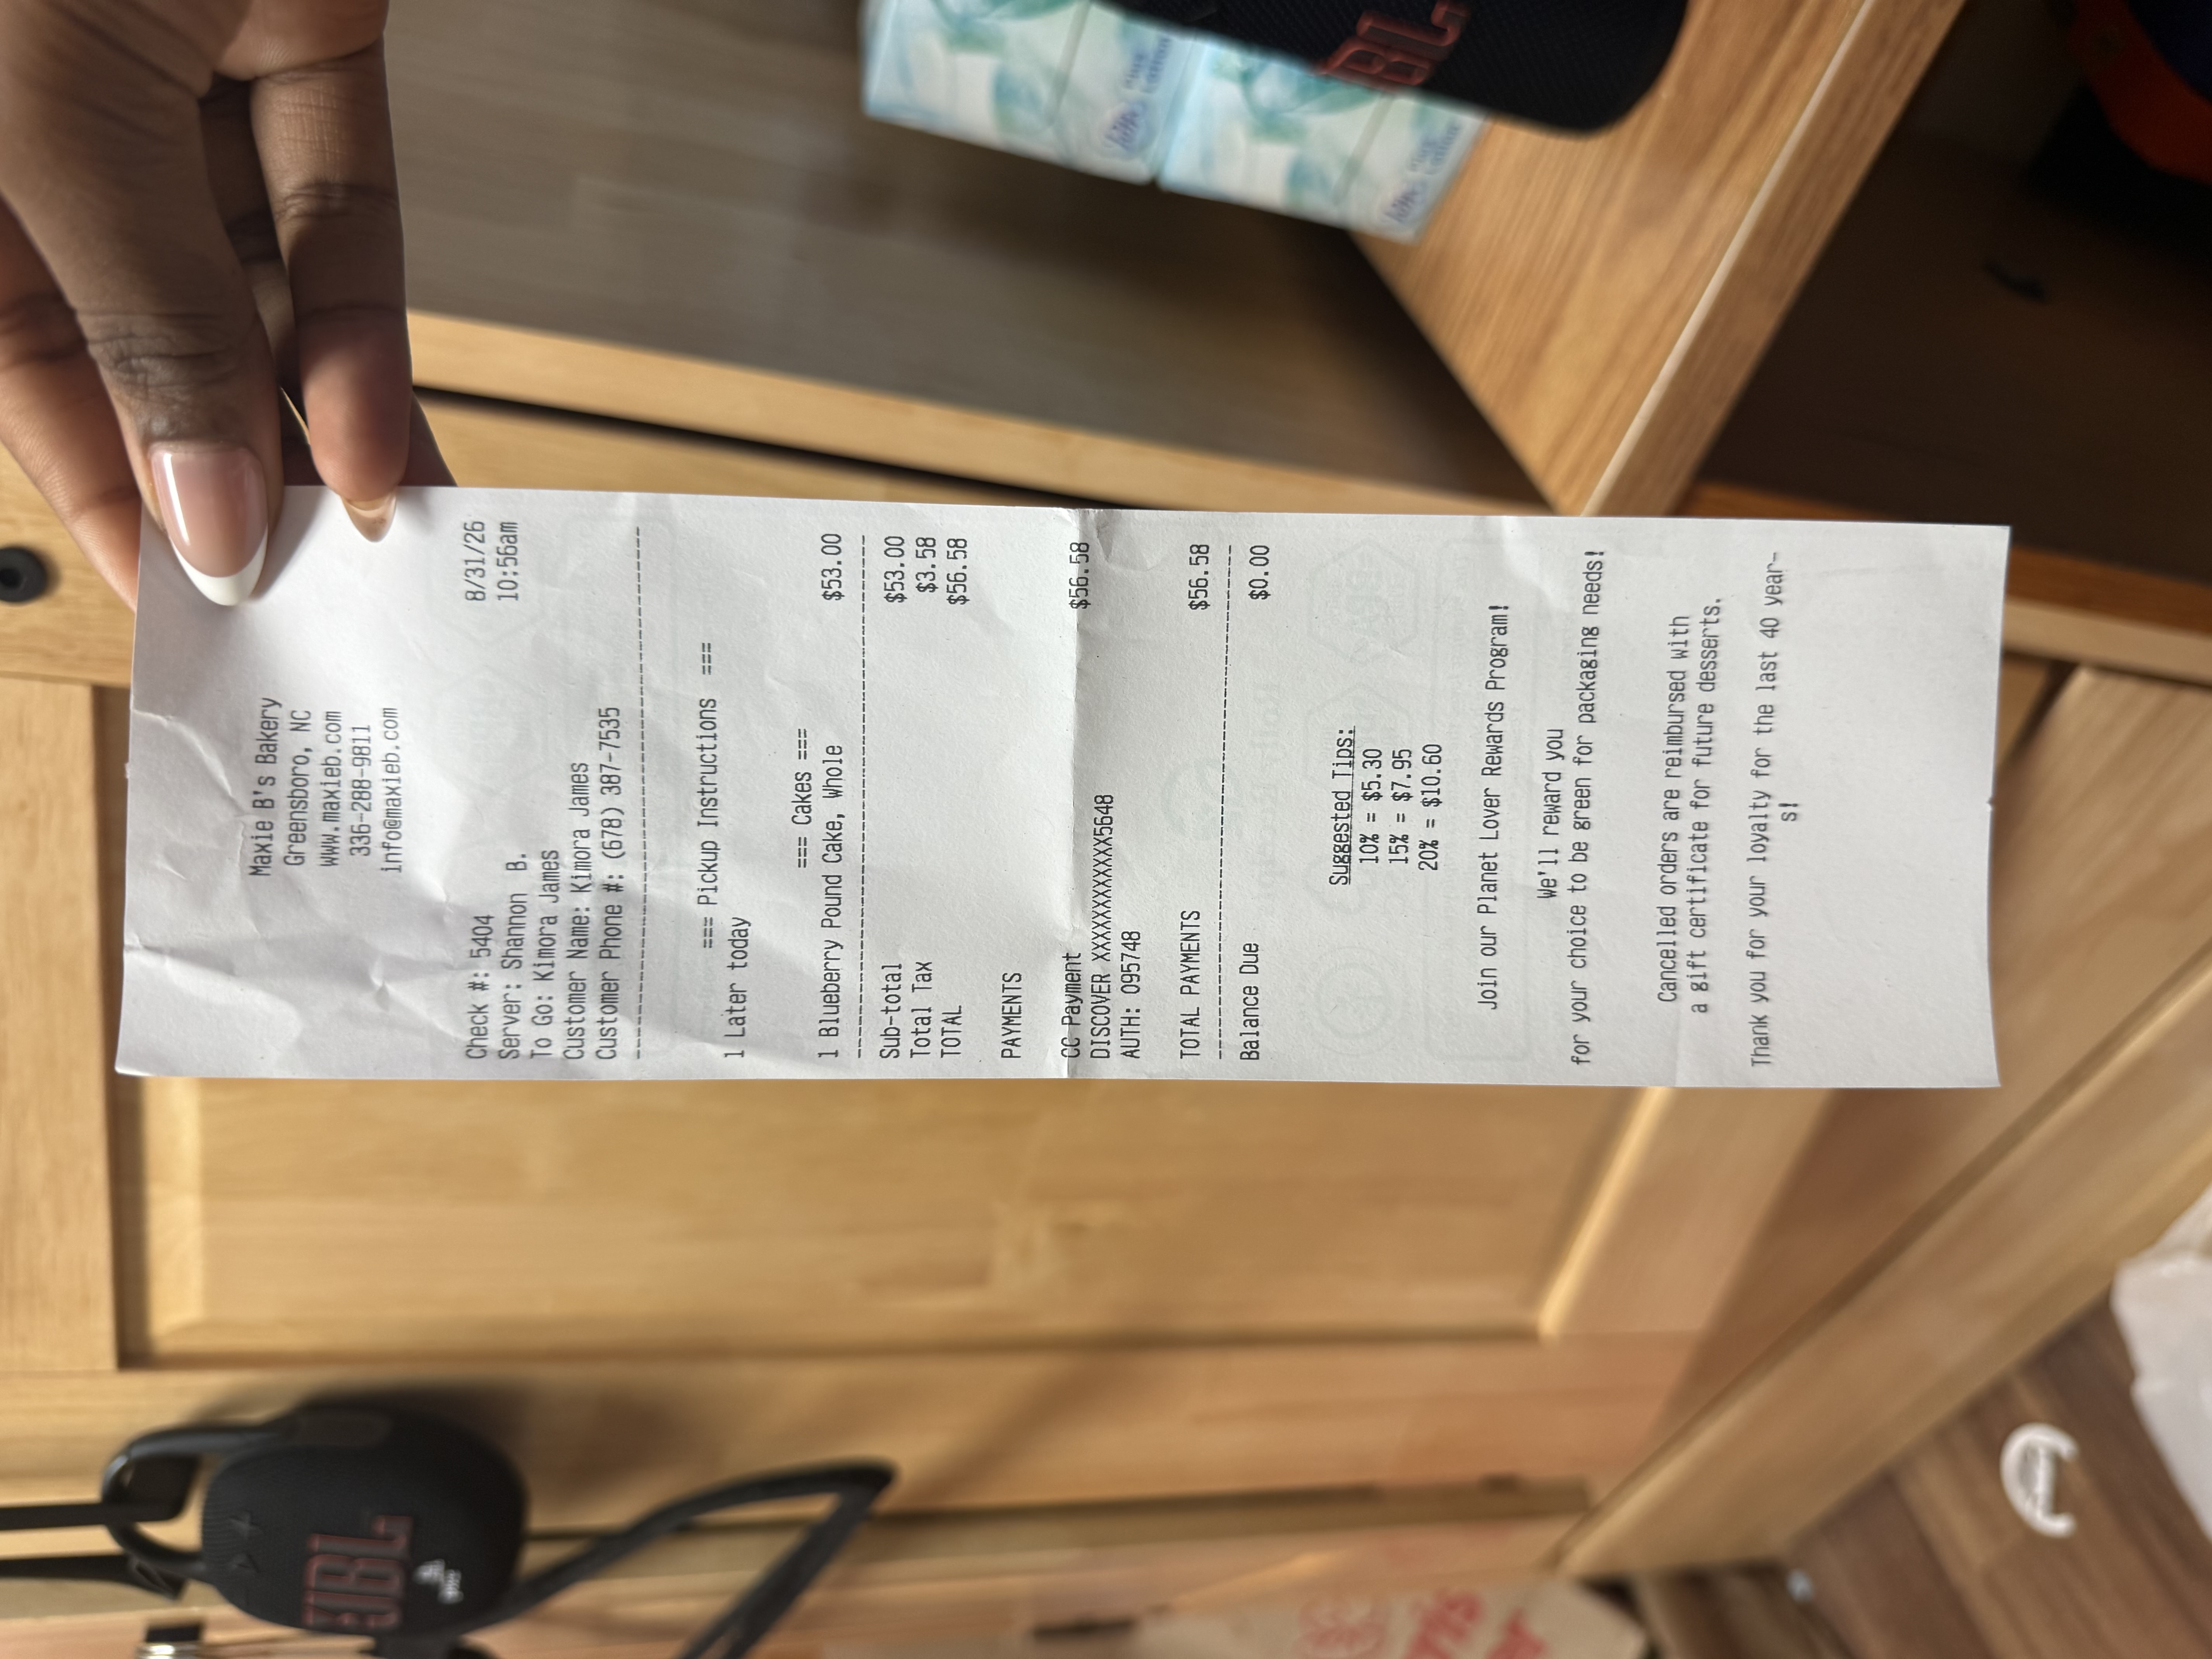 Maxie B's Bakery
Greensboro, NC
www.maxieb.com
336-288-9811
info@maxieb.com
Check #: 5404 8/31/26
Server: Shannon B. 10:56am
To Go: Kimora James
Customer Name: Kimora James
Customer Phone #: (678) 387-7535
=== Pickup Instructions ===
1 Later today
=== Cakes ===
1 Blueberry Pound Cake, Whole $53.00
Sub-total $53.00
Total Tax $3.58
TOTAL $56.58
PAYMENTS
CC Payment $56.58
DISCOVER XXXXXXXXXXXX5648
AUTH: 095748
TOTAL PAYMENTS $56.58
Balance Due $0.00
Suggested Tips:
10% = $5.30
15% = $7.95
20% = $10.60
Join our Planet Lover Rewards Program!
We'll reward you
for your choice to be green for packaging needs!
Cancelled orders are reimbursed with
a gift certificate for future desserts.
Thank you for your loyalty for the last 40 year-
s!
JBL
JBL